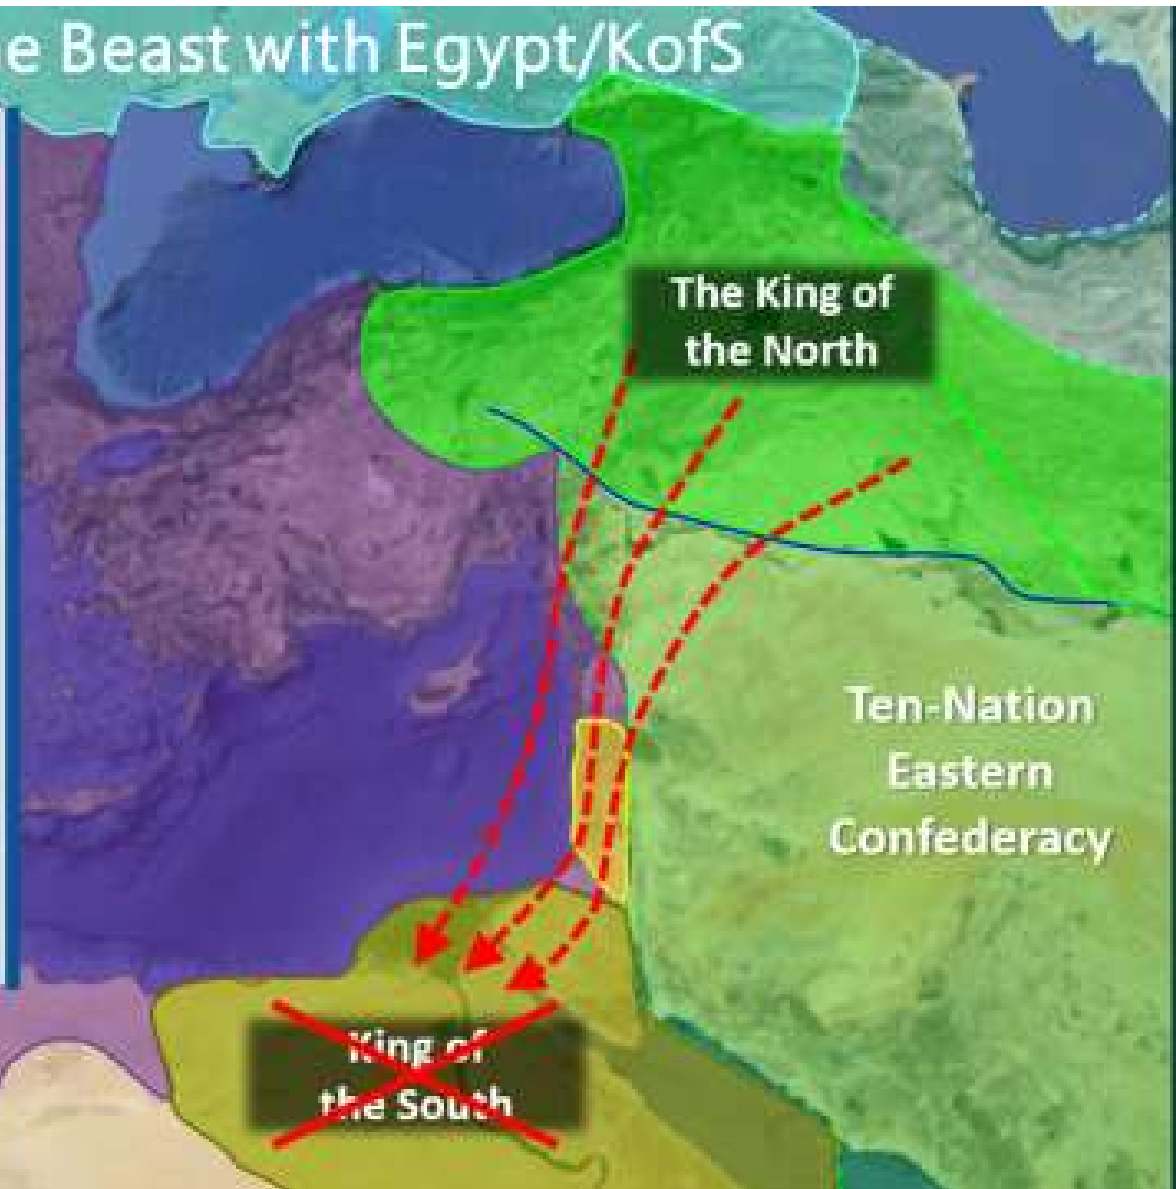 e Beast with Egypt/KofS
The King of
the North
Ten-Nation
Eastern
Confederacy
King of
the South